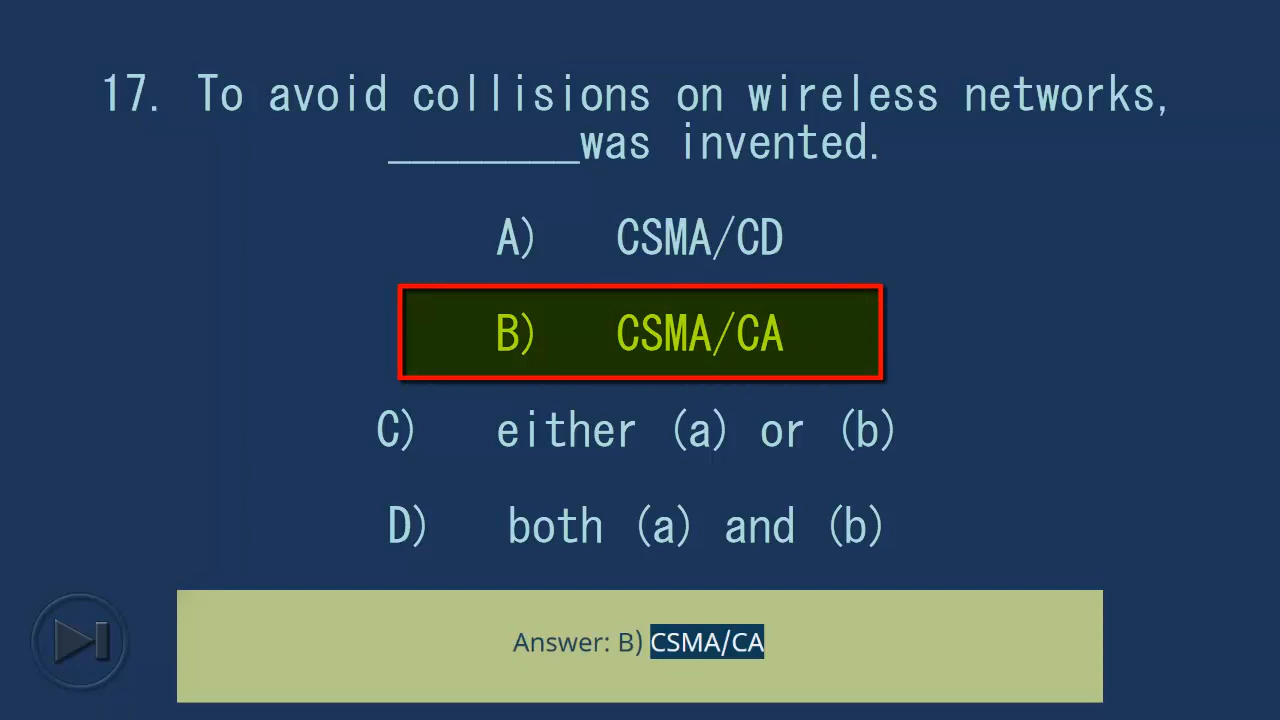 17. To avoid collisions on wireless networks,
________was invented.
A) CSMA/CD
B) CSMA/CA
C) either (a) or (b)
D) both (a) and (b)
Answer: B) CSMA/CA